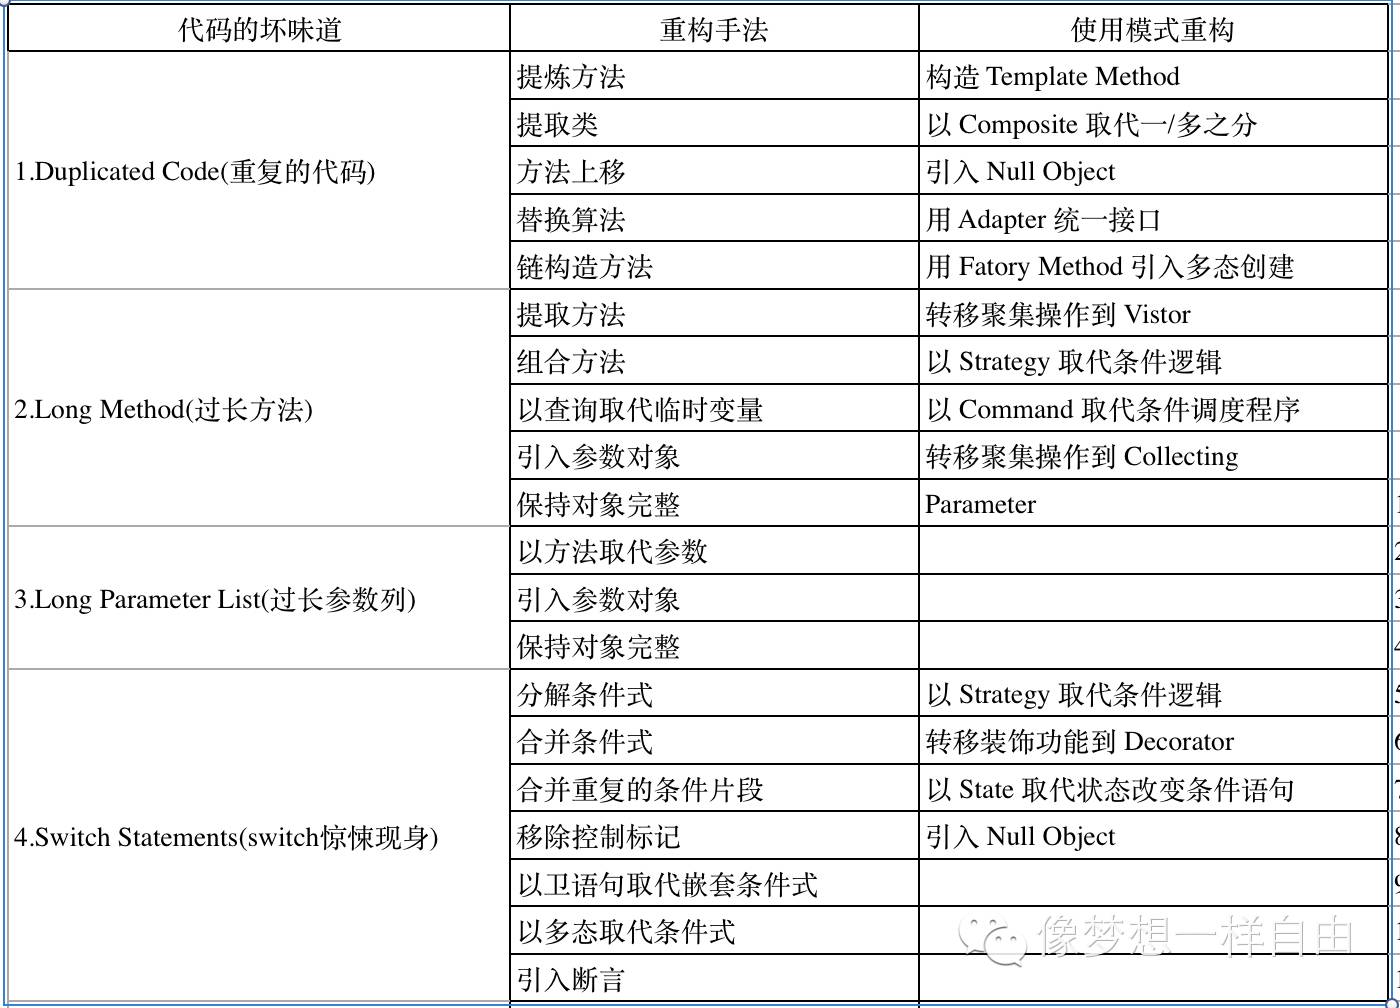 代码的坏味道 重构手法 使用模式重构
1.Duplicated Code(重复的代码)
提炼方法 构造 Template Method
提取类 以 Composite 取代一/多之分
方法上移 引入 Null Object
替换算法 用 Adapter 统一接口
链构造方法 用 Fatory Method 引入多态创建
2.Long Method(过长方法)
提取方法 转移聚集操作到 Vistor
组合方法 以 Strategy 取代条件逻辑
以查询取代临时变量 以 Command 取代条件调度程序
引入参数对象 转移聚集操作到 Collecting
保持对象完整 Parameter
3.Long Parameter List(过长参数列)
以方法取代参数
引入参数对象
保持对象完整
4.Switch Statements(switch惊悚现身)
分解条件式 以 Strategy 取代条件逻辑
合并条件式 转移装饰功能到 Decorator
合并重复的条件片段 以 State 取代状态改变条件语句
移除控制标记 引入 Null Object
以卫语句取代嵌套条件式
以多态取代条件式
引入断言
像梦想一样自由